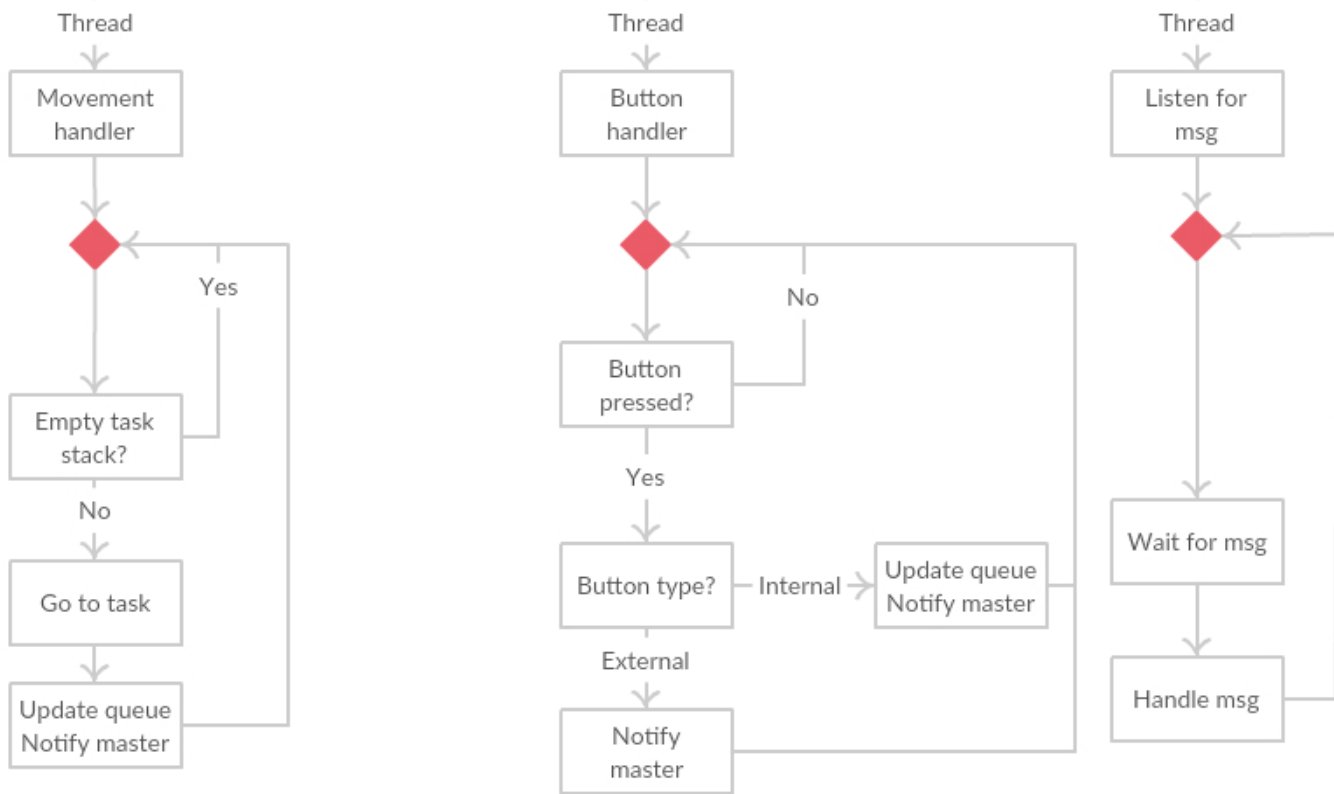 Thread
Movement
handler
Yes
Empty task
stack?
No
Go to task
Update queue
Notify master
Thread
Button
handler
No
Button
pressed?
Yes
Button type?
Internal
Update queue
Notify master
External
Notify
master
Thread
Listen for
msg
Wait for msg
Handle msg